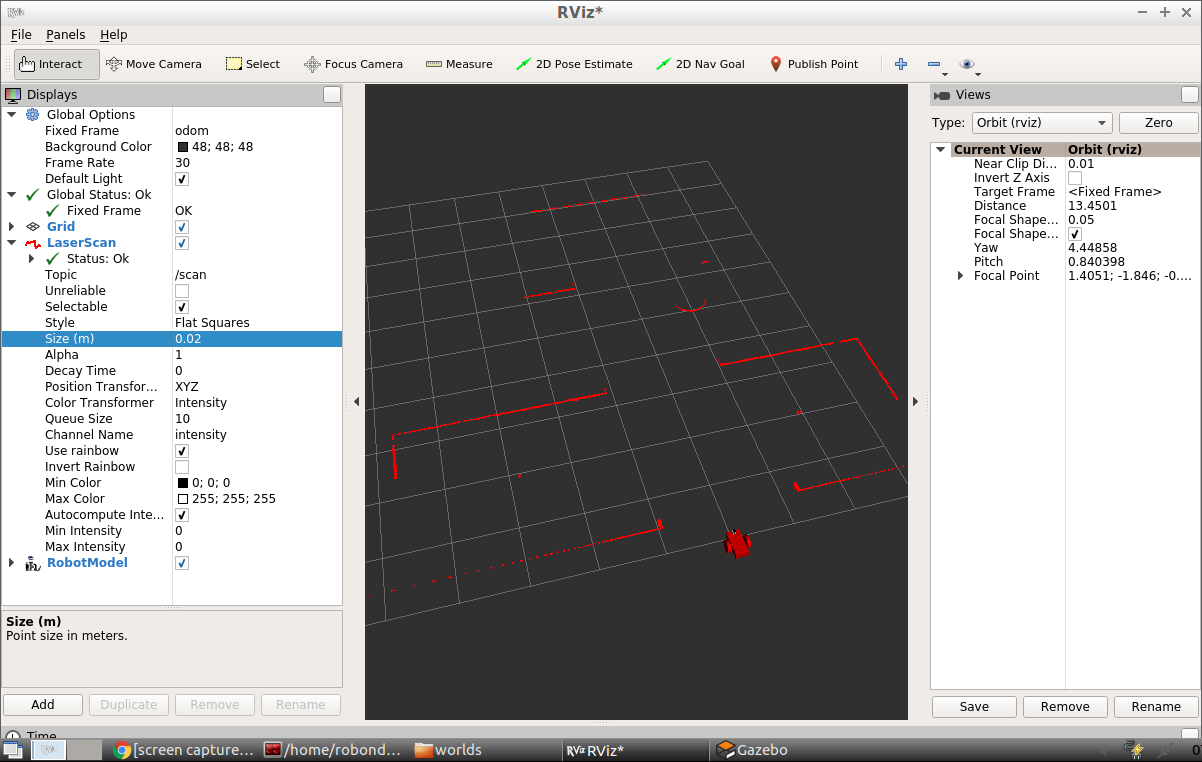 RViz RViz*
File Panels Help
Interact Move Camera Select Focus Camera Measure 2D Pose Estimate 2D Nav Goal Publish Point
Displays
Global Options
Fixed Frame odom
Background Color 48; 48; 48
Frame Rate 30
Default Light
Global Status: Ok
Fixed Frame OK
Grid
LaserScan
Status: Ok
Topic /scan
Unreliable
Selectable
Style Flat Squares
Size (m) 0.02
Alpha 1
Decay Time 0
Position Transfor... XYZ
Color Transformer Intensity
Queue Size 10
Channel Name intensity
Use rainbow
Invert Rainbow
Min Color 0; 0; 0
Max Color 255; 255; 255
Autocompute Inte...
Min Intensity 0
Max Intensity 0
RobotModel
Size (m)
Point size in meters.
Add Duplicate Remove Rename
Views
Type: Orbit (rviz) Zero
Current View Orbit (rviz)
Near Clip Di... 0.01
Invert Z Axis
Target Frame <Fixed Frame>
Distance 13.4501
Focal Shape... 0.05
Focal Shape...
Yaw 4.44858
Pitch 0.840398
Focal Point 1.4051; -1.846; -0....
Save Remove Rename
Time
RViz [screen capture... /home/robond... worlds RViz RViz* Gazebo 0